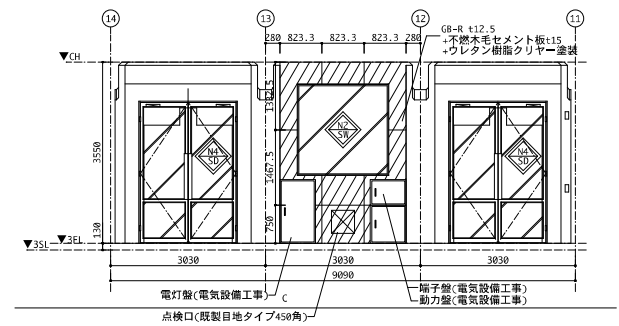 14
13
12
11
280 823.3 823.3 823.3 280
GB-R t12.5
+不燃木毛セメント板t15
+ウレタン樹脂クリヤー塗装
▼CH
3550
1467.5
N2
SW
N4
SD
N4
SD
750
130
▼3FL
▼3SL
3030
3030
3030
9090
電灯盤(電気設備工事)
C
端子盤(電気設備工事)
動力盤(電気設備工事)
点検口(既製目地タイプ450角)